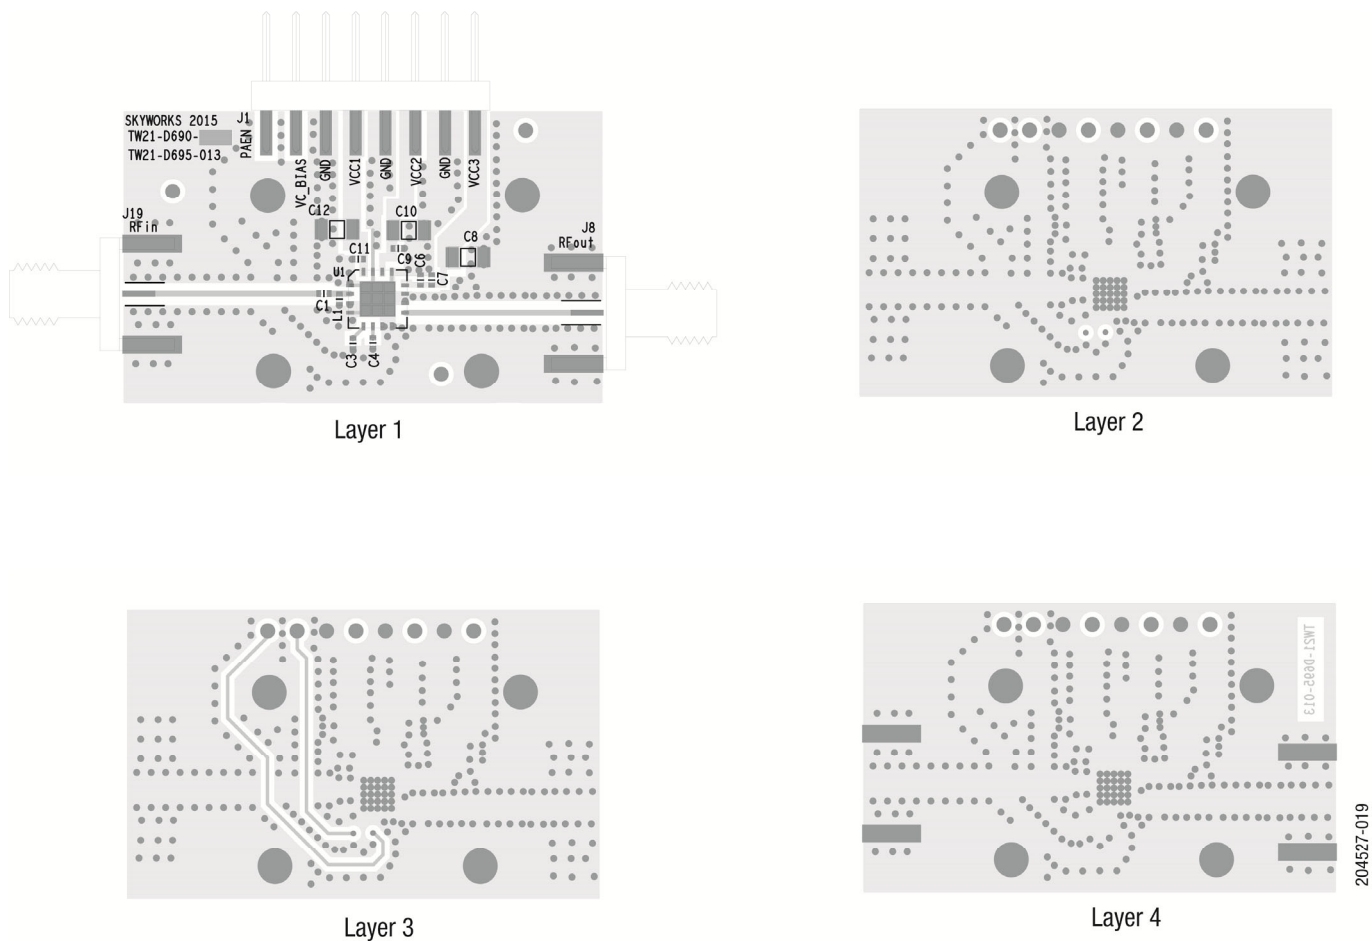 SKYWORKS 2015
TW21-D690-
TW21-D695-013
J1
PAEN
VC_BIAS
GND
VCC1
GND
VCC2
GND
VCC3
J19
RFin
C12
C10
C8
J8
RFout
C11
C9
C6
C7
U1
C1
L1
C3
C4
Layer 1
Layer 2
Layer 3
TW21-D695-013
Layer 4
204527-019